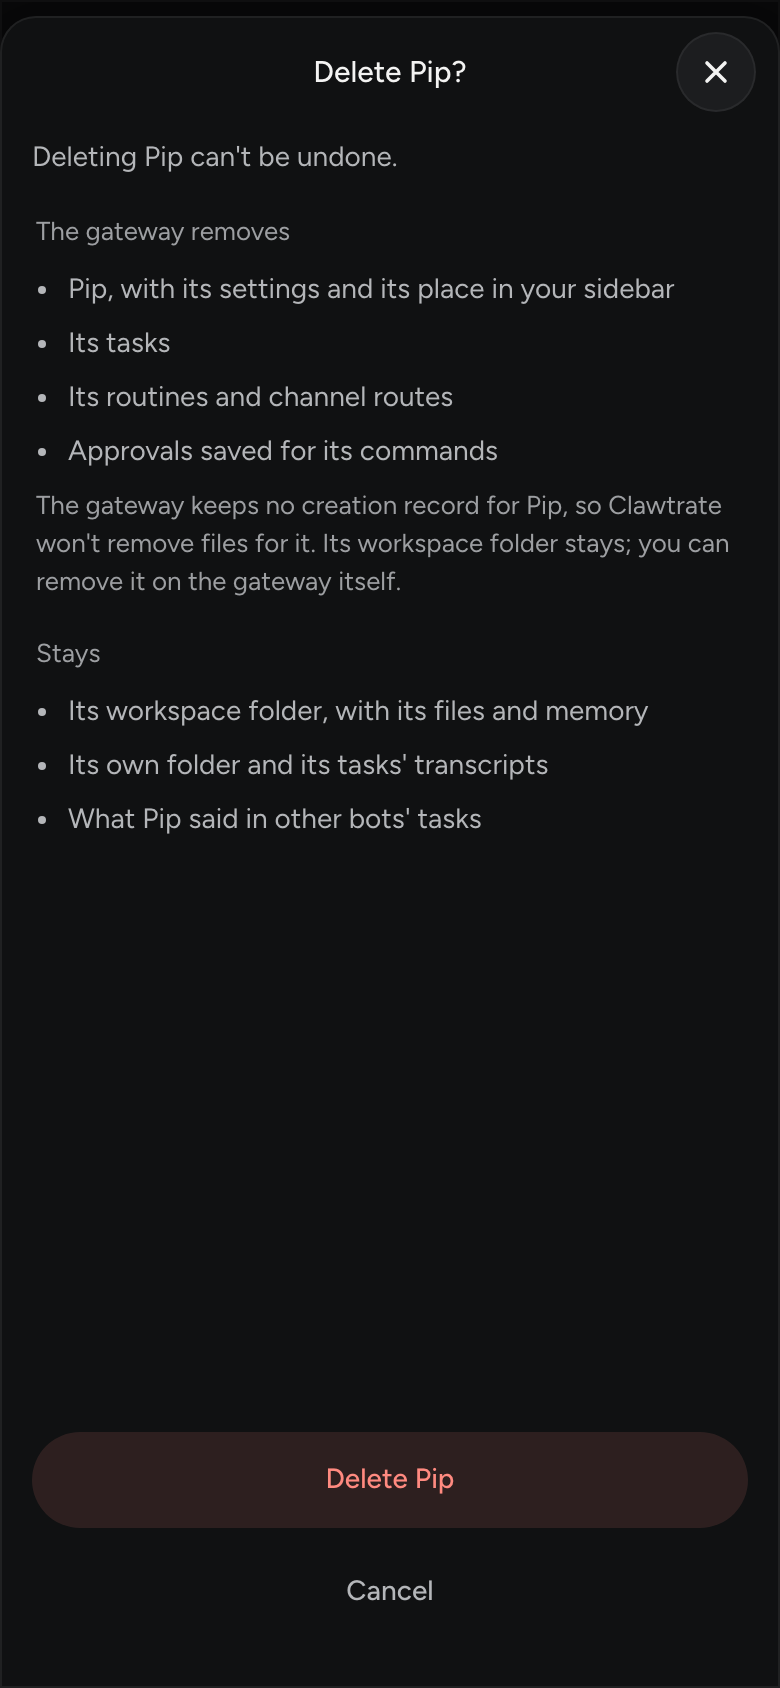 Delete Pip?
Deleting Pip can't be undone.
The gateway removes
• Pip, with its settings and its place in your sidebar
• Its tasks
• Its routines and channel routes
• Approvals saved for its commands
The gateway keeps no creation record for Pip, so Clawtrate
won't remove files for it. Its workspace folder stays; you can
remove it on the gateway itself.
Stays
• Its workspace folder, with its files and memory
• Its own folder and its tasks' transcripts
• What Pip said in other bots' tasks
Delete Pip
Cancel